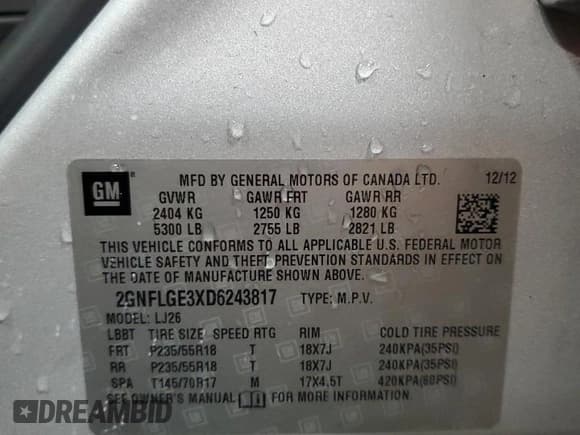 GM ® MFD BY GENERAL MOTORS OF CANADA LTD. 12/12
GVWR GAWR FRT GAWR RR
2404 KG 1250 KG 1280 KG
5300 LB 2755 LB 2821 LB
THIS VEHICLE CONFORMS TO ALL APPLICABLE U.S. FEDERAL MOTOR
VEHICLE SAFETY AND THEFT PREVENTION STANDARDS IN EFFECT ON
THE DATE OF MANUFACTURE SHOWN ABOVE.
2GNFLGE3XD6243817 TYPE: M.P.V.
MODEL: LJ26
LBBT TIRE SIZE SPEED RTG RIM
FRT P235/55R18 T 18X7J 240KPA(35PSI)
RR P235/55R18 T 18X7J 240KPA(35PSI)
SPA T145/70R17 M 17X4.5T 420KPA(60PSI)
SEE OWNER'S MANUAL FOR MORE INFORMATION.
DREAMBID